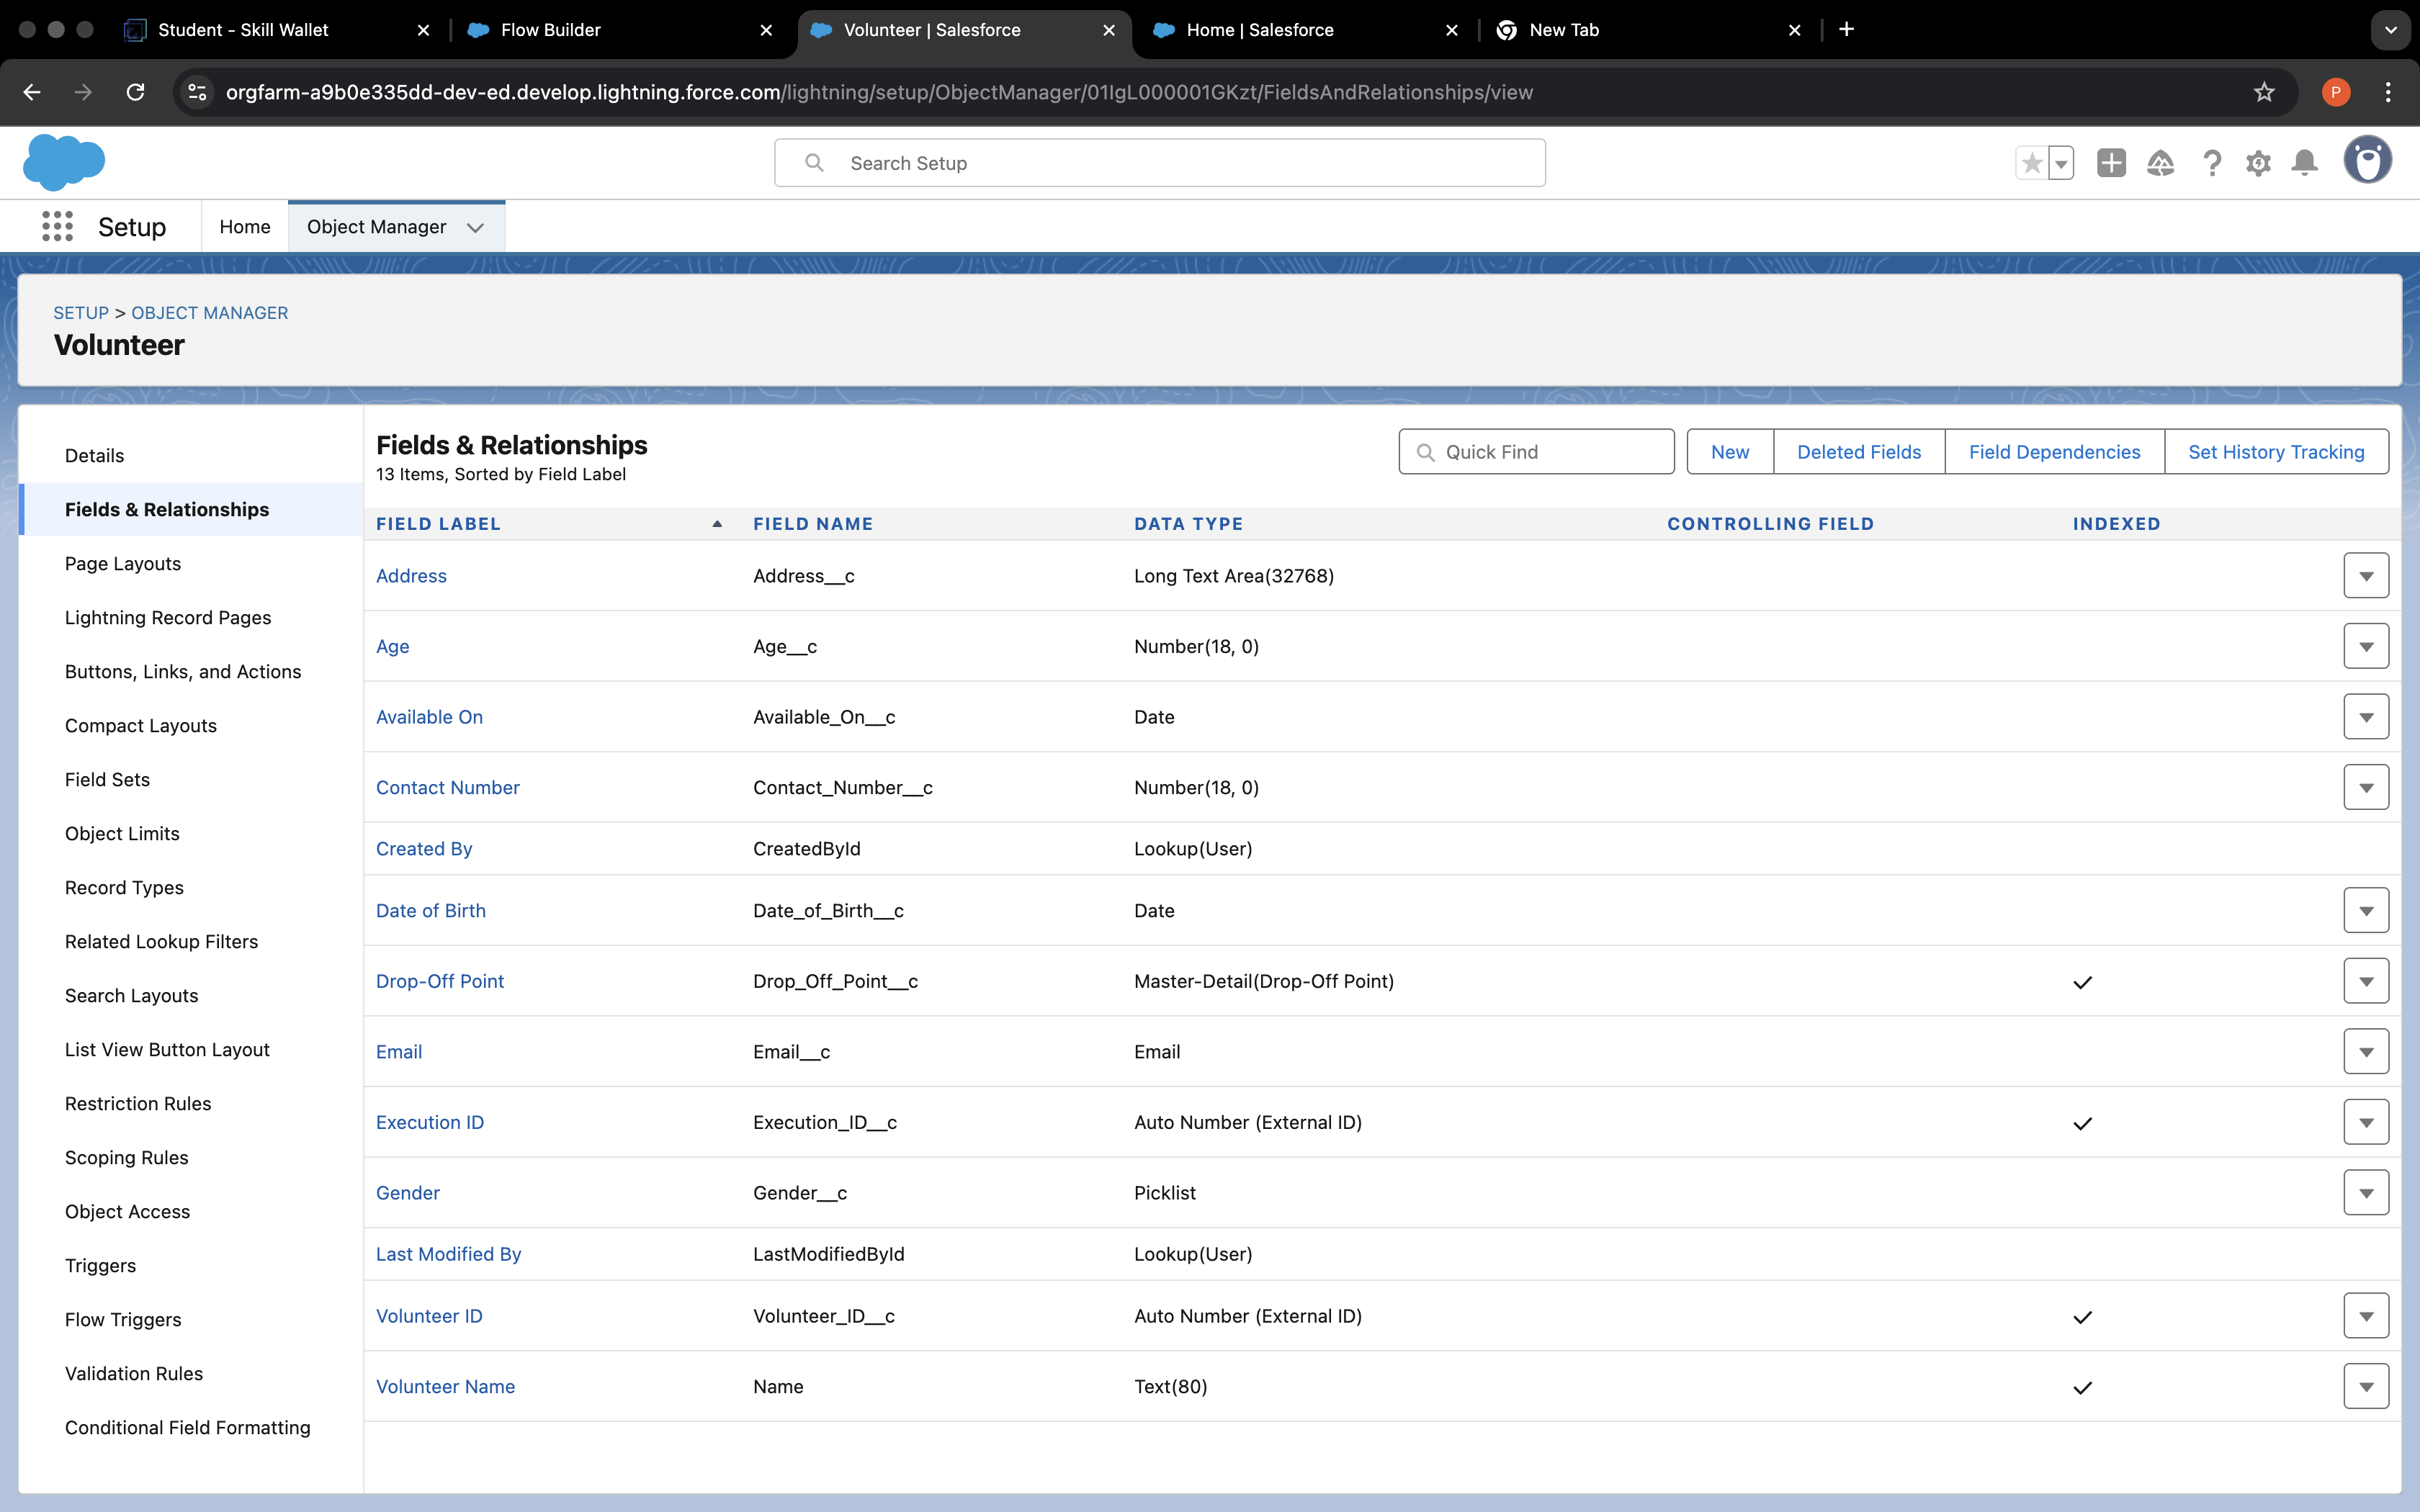 Student - Skill Wallet
Flow Builder
Volunteer | Salesforce
Home | Salesforce
New Tab
orgfarm-a9b0e335dd-dev-ed.develop.lightning.force.com/lightning/setup/ObjectManager/01IgL000001GKzt/FieldsAndRelationships/view
P
Search Setup
Setup
Home
Object Manager
SETUP > OBJECT MANAGER
Volunteer
Details
Fields & Relationships
Page Layouts
Lightning Record Pages
Buttons, Links, and Actions
Compact Layouts
Field Sets
Object Limits
Record Types
Related Lookup Filters
Search Layouts
List View Button Layout
Restriction Rules
Scoping Rules
Object Access
Triggers
Flow Triggers
Validation Rules
Conditional Field Formatting
Fields & Relationships
13 Items, Sorted by Field Label
Quick Find
New
Deleted Fields
Field Dependencies
Set History Tracking
FIELD LABEL FIELD NAME DATA TYPE CONTROLLING FIELD INDEXED
Address Address__c Long Text Area(32768)
Age Age__c Number(18, 0)
Available On Available_On__c Date
Contact Number Contact_Number__c Number(18, 0)
Created By CreatedById Lookup(User)
Date of Birth Date_of_Birth__c Date
Drop-Off Point Drop_Off_Point__c Master-Detail(Drop-Off Point)
Email Email__c Email
Execution ID Execution_ID__c Auto Number (External ID)
Gender Gender__c Picklist
Last Modified By LastModifiedById Lookup(User)
Volunteer ID Volunteer_ID__c Auto Number (External ID)
Volunteer Name Name Text(80)